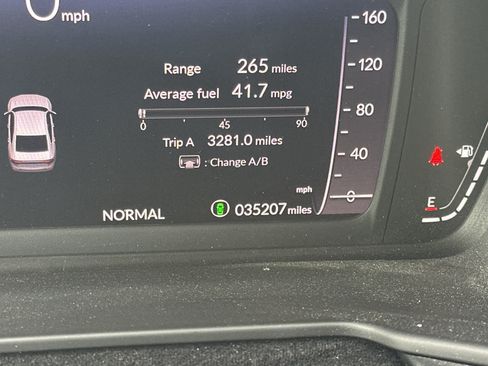 0 mph
160
Range 265 miles
120
Average fuel 41.7 mpg
80
0 45 90
Trip A 3281.0 miles
40
: Change A/B
mph
0
E
NORMAL 035207 miles